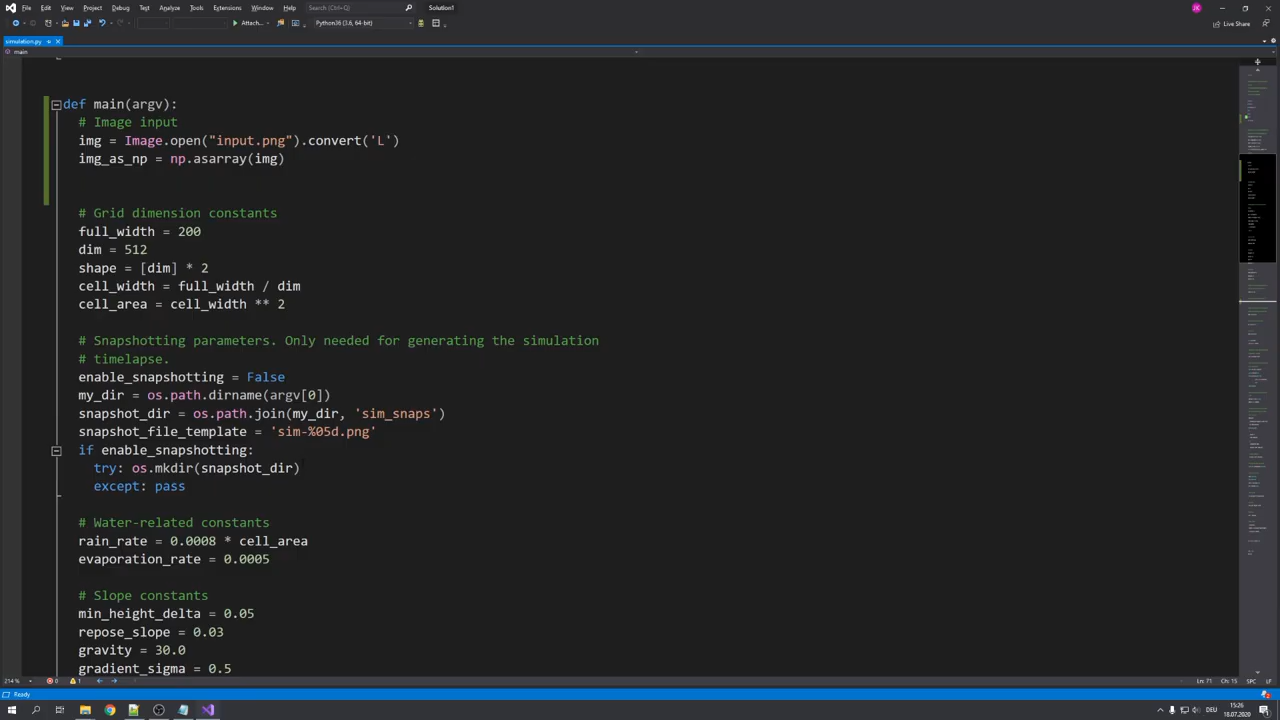 File Edit View Project Debug Test Analyze Tools Extensions Window Help Search (Ctrl+Q) Solution1 JK
Attach... Python36 (3.6, 64-bit) Live Share
simulation.py
main
def main(argv):
# Image input
img = Image.open("input.png").convert('L')
img_as_np = np.asarray(img)
# Grid dimension constants
full_width = 200
dim = 512
shape = [dim] * 2
cell_width = full_width / dim
cell_area = cell_width ** 2
# Snapshotting parameters. Only needed for generating the simulation
# timelapse.
enable_snapshotting = False
my_dir = os.path.dirname(argv[0])
snapshot_dir = os.path.join(my_dir, 'sim_snaps')
snapshot_file_template = 'sim-%05d.png'
if enable_snapshotting:
try: os.mkdir(snapshot_dir)
except: pass
# Water-related constants
rain_rate = 0.0008 * cell_area
evaporation_rate = 0.0005
# Slope constants
min_height_delta = 0.05
repose_slope = 0.03
gravity = 30.0
gradient_sigma = 0.5
214 % 0 1 Ln: 71 Ch: 15 SPC LF
Ready
DEU 15:26
18.07.2020